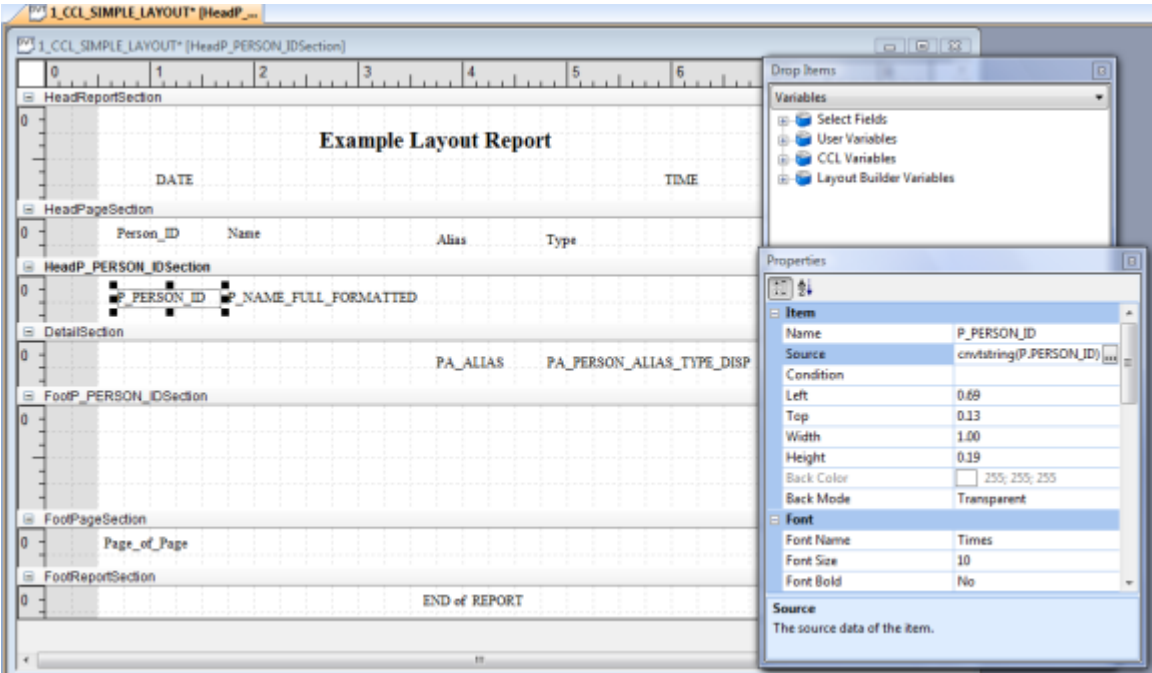 1_CCL_SIMPLE_LAYOUT* [HeadP_...
1_CCL_SIMPLE_LAYOUT* [HeadP_PERSON_IDSection]
0 1 2 3 4 5 6
HeadReportSection
0
Example Layout Report
DATE TIME
HeadPageSection
0
Person_ID Name Alias Type
HeadP_PERSON_IDSection
0
P_PERSON_ID P_NAME_FULL_FORMATTED
DetailSection
0
PA_ALIAS PA_PERSON_ALIAS_TYPE_DISP
FootP_PERSON_IDSection
0
FootPageSection
0
Page_of_Page
FootReportSection
0
END of REPORT
Drop Items
Variables
Select Fields
User Variables
CCL Variables
Layout Builder Variables
Properties
Item
Name P_PERSON_ID
Source cnvtstring(P.PERSON_ID) ...
Condition
Left 0.69
Top 0.13
Width 1.00
Height 0.19
Back Color 255; 255; 255
Back Mode Transparent
Font
Font Name Times
Font Size 10
Font Bold No
Source
The source data of the item.